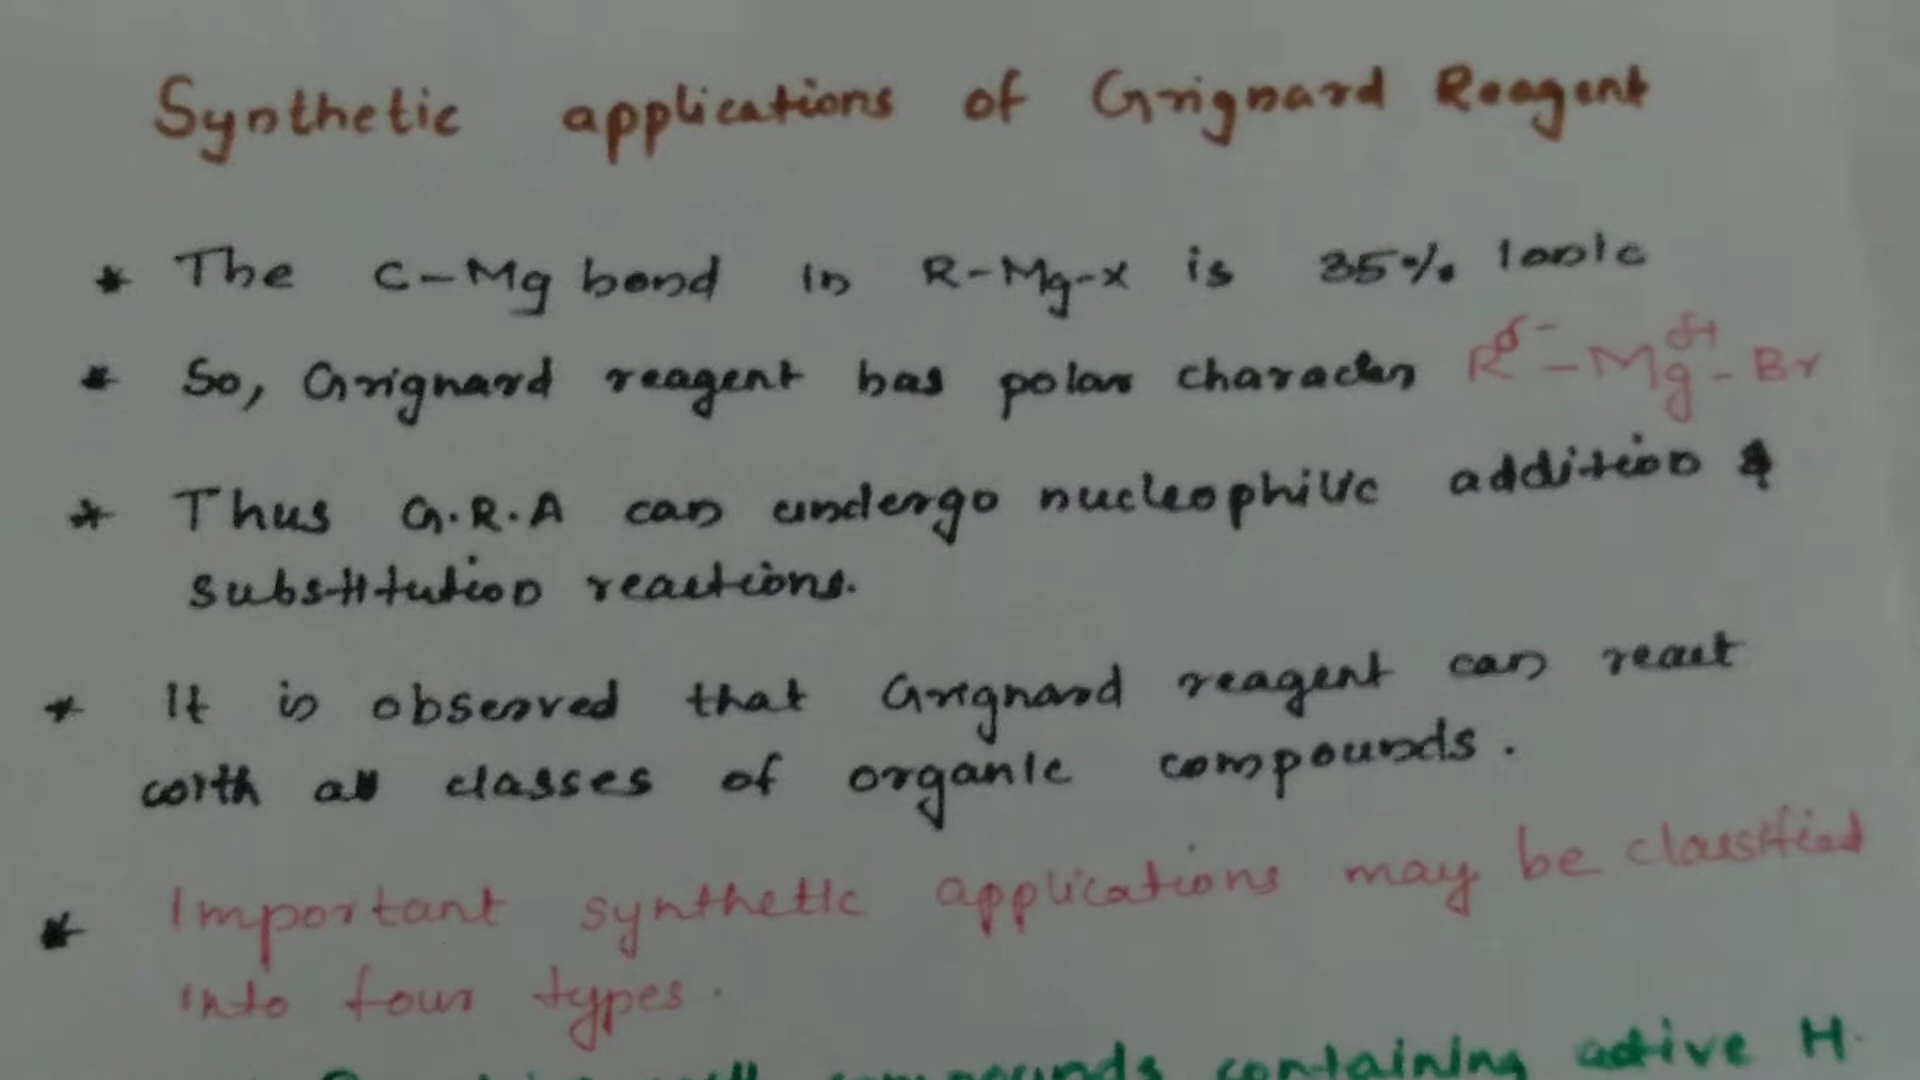 Synthetic applications of Grignard Reagent
* The C-Mg bond in R-Mg-X is 35% Ionic
* So, Grignard reagent has polar character R^δ- - Mg^δ+ - Br
* Thus G.R.A can undergo nucleophilic addition &
substitution reactions.
* It is observed that Grignard reagent can react
with all classes of organic compounds.
* Important synthetic applications may be classified
into four types.
compounds containing active H